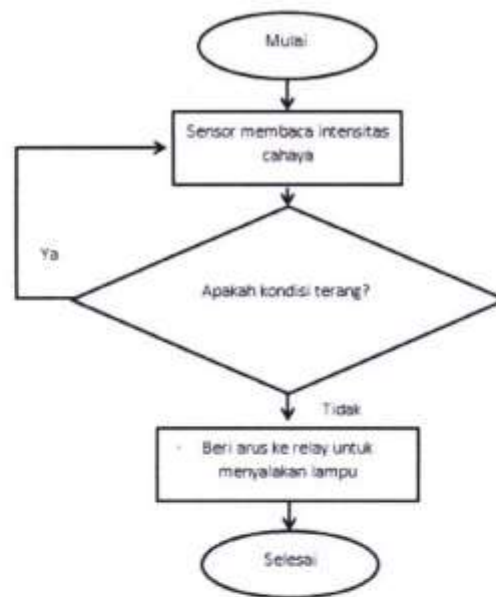 Mulai
Sensor membaca intensitas
cahaya
Ya
Apakah kondisi terang?
Tidak
Beri arus ke relay untuk
menyalakan lampu
Selesai